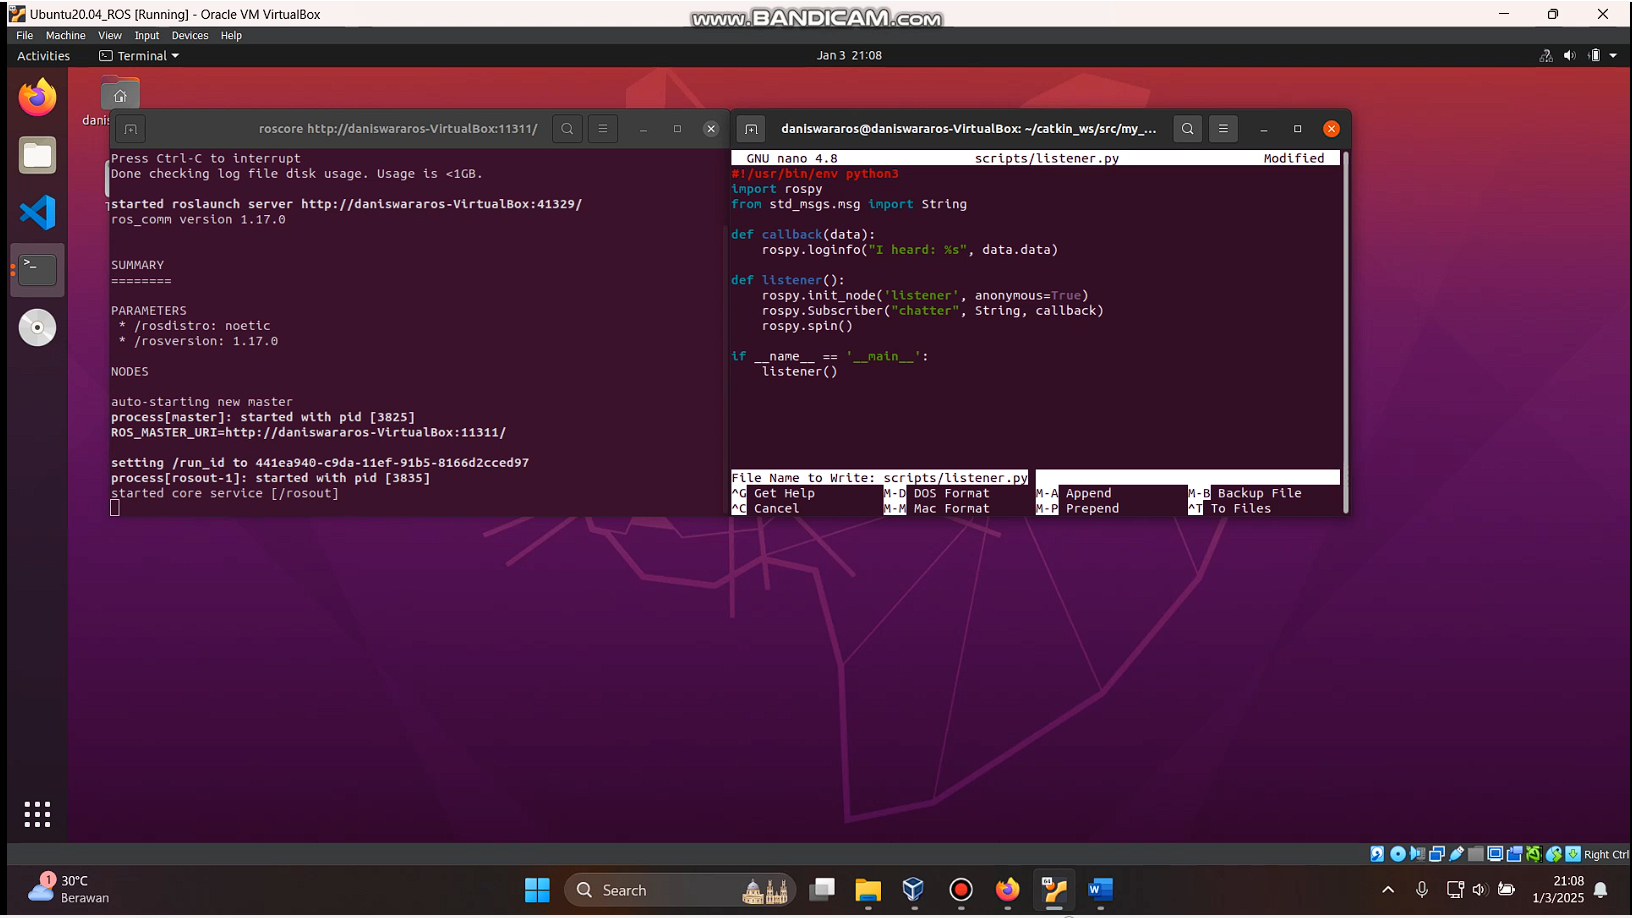 Ubuntu20.04_ROS [Running] - Oracle VM VirtualBox
www.BANDICAM.com
File Machine View Input Devices Help
Activities Terminal Jan 3 21:08
roscore http://daniswararos-VirtualBox:11311/
Press Ctrl-C to interrupt
Done checking log file disk usage. Usage is <1GB.
started roslaunch server http://daniswararos-VirtualBox:41329/
ros_comm version 1.17.0
SUMMARY
========
PARAMETERS
* /rosdistro: noetic
* /rosversion: 1.17.0
NODES
auto-starting new master
process[master]: started with pid [3825]
ROS_MASTER_URI=http://daniswararos-VirtualBox:11311/
setting /run_id to 441ea940-c9da-11ef-91b5-8166d2cced97
process[rosout-1]: started with pid [3835]
started core service [/rosout]
daniswararos@daniswararos-VirtualBox: ~/catkin_ws/src/my_...
GNU nano 4.8 scripts/listener.py Modified
#!/usr/bin/env python3
import rospy
from std_msgs.msg import String
def callback(data):
    rospy.loginfo("I heard: %s", data.data)
def listener():
    rospy.init_node('listener', anonymous=True)
    rospy.Subscriber("chatter", String, callback)
    rospy.spin()
if __name__ == '__main__':
    listener()
File Name to Write: scripts/listener.py
^G Get Help M-D DOS Format M-A Append M-B Backup File
^C Cancel M-M Mac Format M-P Prepend ^T To Files
danis
Right Ctrl
1
30°C
Berawan
Search
64
21:08
1/3/2025